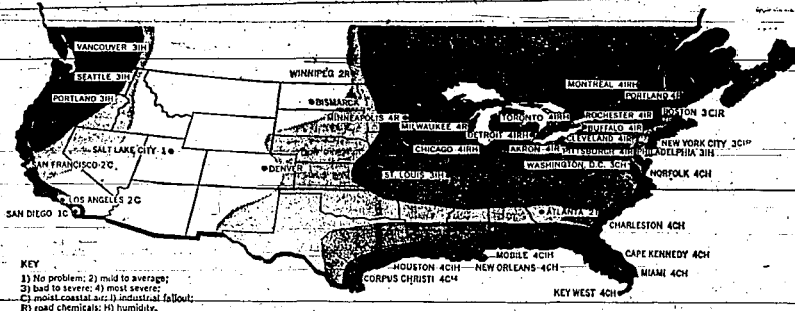 VANCOUVER 3IH
SEATTLE 3IH
PORTLAND 3IH
WINNIPEG 2R
BISMARCK 1
MINNEAPOLIS 4R
MILWAUKEE 4R
CHICAGO 4IRH
DETROIT 4IRH
TORONTO 4IRH
MONTREAL 4IRH
PORTLAND
ROCHESTER 4IR
BUFFALO 4IR
CLEVELAND 4IR
AKRON 4IR
PITTSBURGH 4IR
BOSTON 3CIR
NEW YORK CITY 3CIR
PHILADELPHIA 3IH
WASHINGTON, D.C. 3CH
NORFOLK 4CH
SALT LAKE CITY 1
SAN FRANCISCO 2C
DENVER
ST. LOUIS 3IH
LOS ANGELES 2C
SAN DIEGO 1C
ATLANTA
CHARLESTON 4CH
MOBILE 4CIH
HOUSTON 4CIH
NEW ORLEANS 4CH
CORPUS CHRISTI
CAPE KENNEDY 4CH
MIAMI 4CH
KEY WEST 4CH
KEY
1) No problem; 2) mild to average;
3) bad to severe; 4) most severe;
C) moist coastal air; I) industrial fallout;
R) road chemicals; H) humidity.